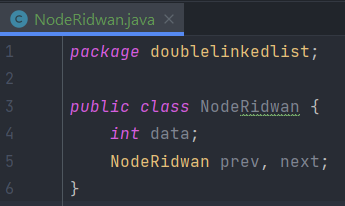 NodeRidwan.java
1 package doublelinkedlist;
2
3 public class NodeRidwan {
4     int data;
5     NodeRidwan prev, next;
6 }